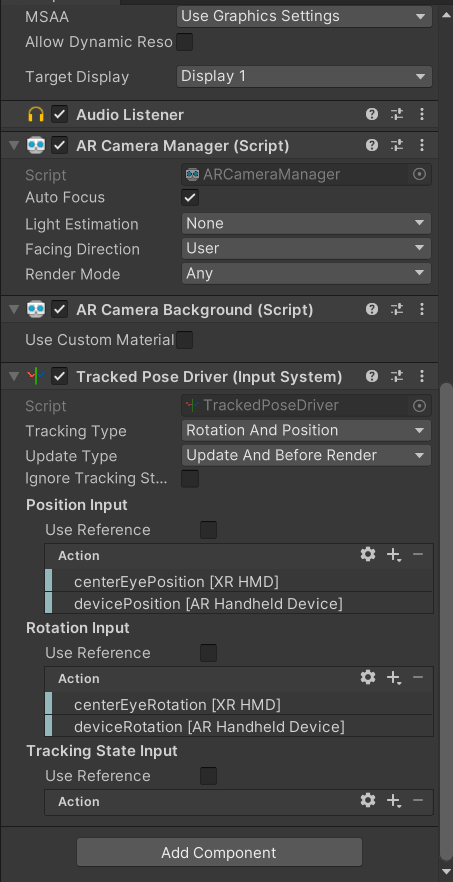 MSAA Use Graphics Settings
Allow Dynamic Reso
Target Display Display 1
Audio Listener
AR Camera Manager (Script)
Script ARCameraManager
Auto Focus
Light Estimation None
Facing Direction User
Render Mode Any
AR Camera Background (Script)
Use Custom Material
Tracked Pose Driver (Input System)
Script TrackedPoseDriver
Tracking Type Rotation And Position
Update Type Update And Before Render
Ignore Tracking St...
Position Input
Use Reference
Action
centerEyePosition [XR HMD]
devicePosition [AR Handheld Device]
Rotation Input
Use Reference
Action
centerEyeRotation [XR HMD]
deviceRotation [AR Handheld Device]
Tracking State Input
Use Reference
Action
Add Component